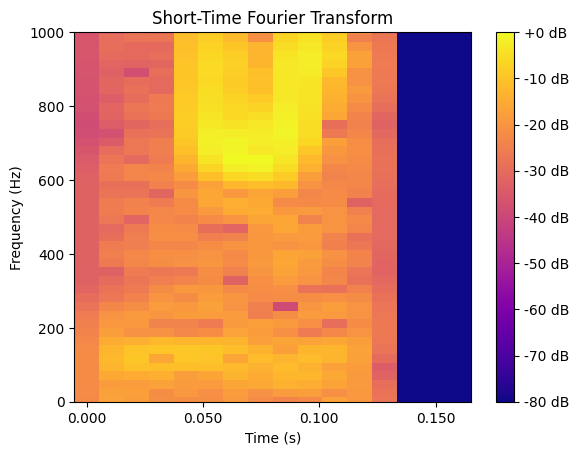 Short-Time Fourier Transform
1000
800
600
400
200
0
Frequency (Hz)
0.000
0.050
0.100
0.150
Time (s)
+0 dB
-10 dB
-20 dB
-30 dB
-40 dB
-50 dB
-60 dB
-70 dB
-80 dB